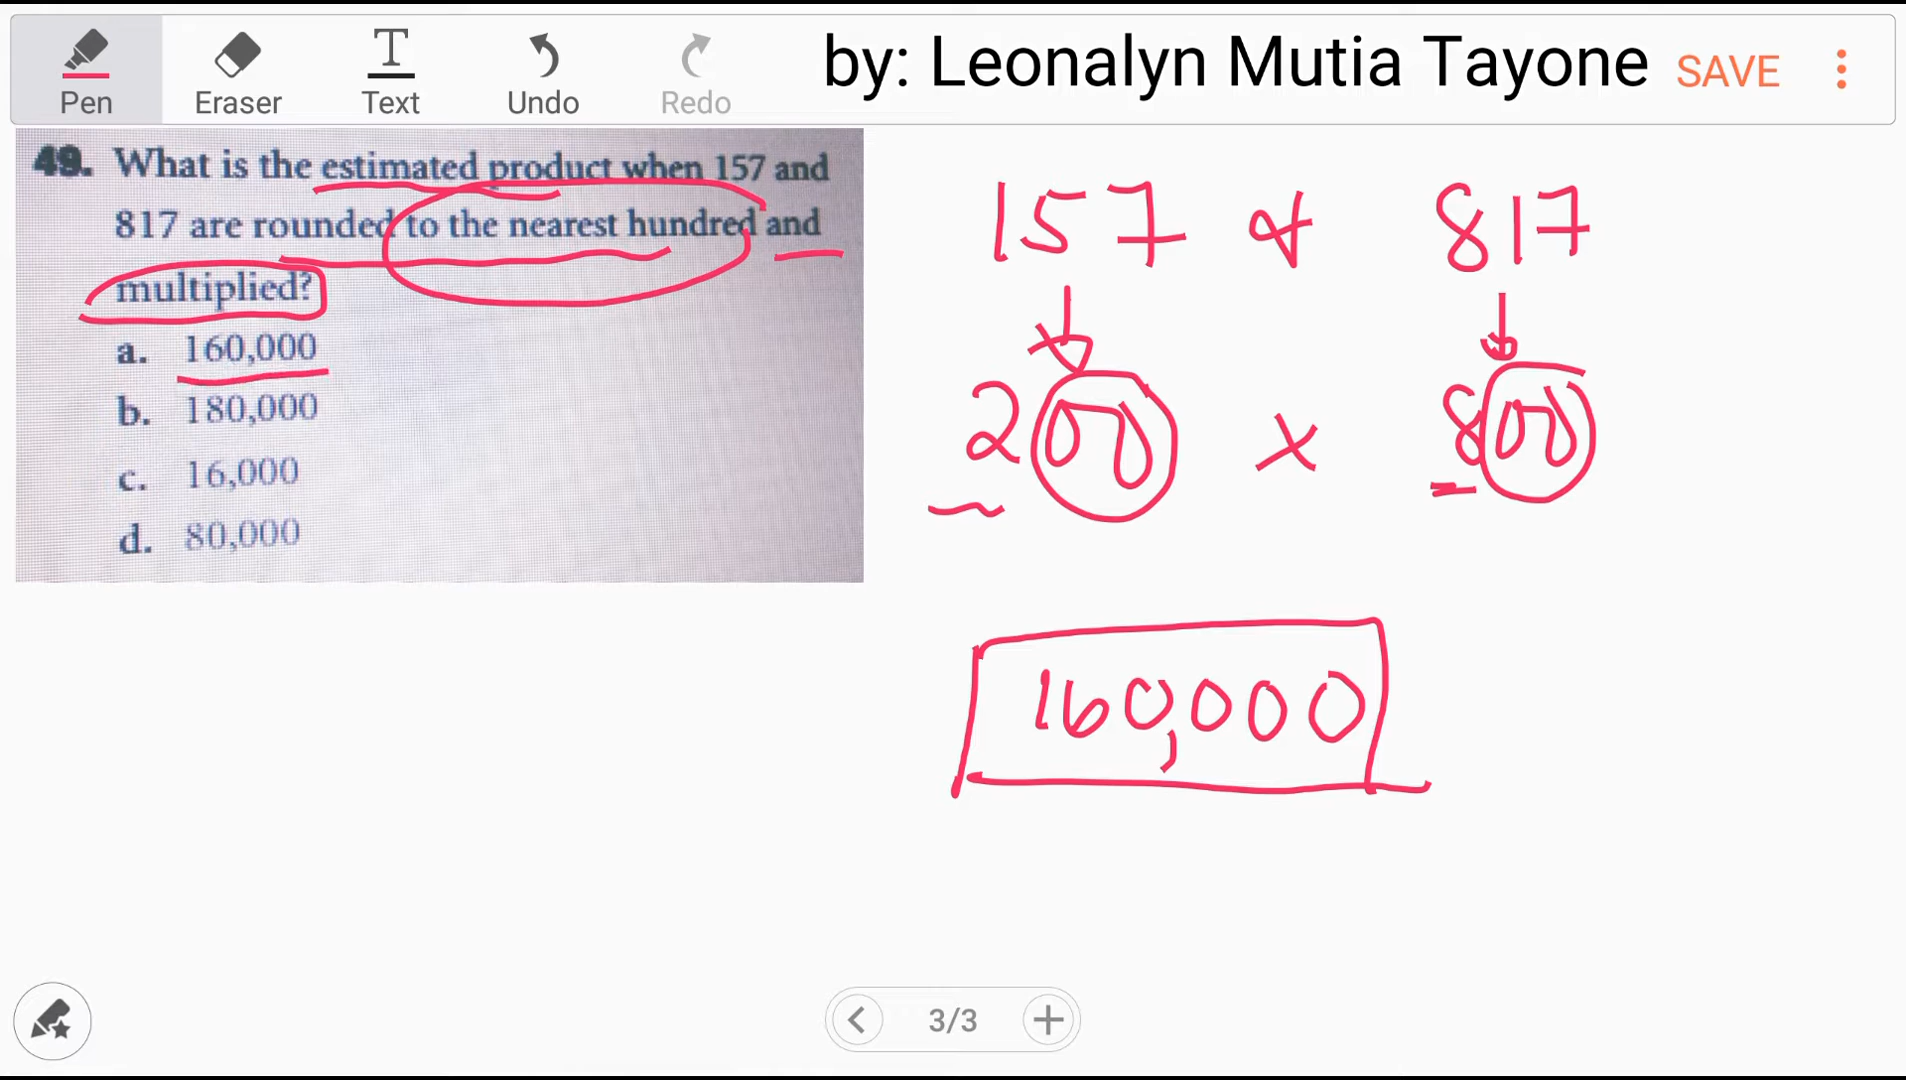 Pen Eraser Text Undo Redo by: Leonalyn Mutia Tayone SAVE
49. What is the estimated product when 157 and
817 are rounded to the nearest hundred and
multiplied?
a. 160,000
b. 180,000
c. 16,000
d. 80,000
157 & 817
200 x 800
160,000
3/3